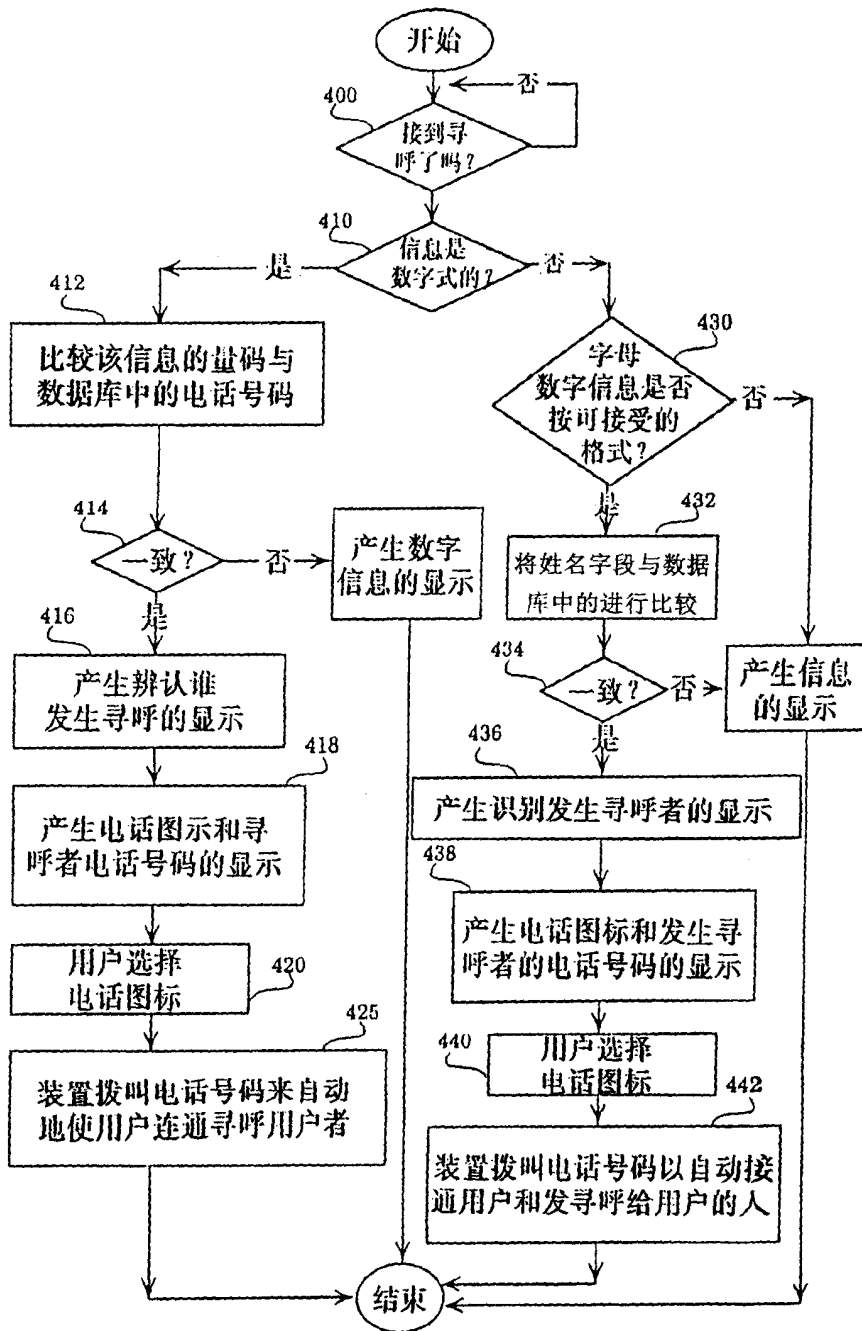 开始
否
400
接到寻
呼了吗?
410
信息是
数字式的?
是
否
412
比较该信息的量码与
数据库中的电话号码
430
字母
数字信息是否
按可接受的
格式?
否
是
414
一致?
否
产生数字
信息的显示
是
432
将姓名字段与数据
库中的进行比较
416
产生辨认谁
发生寻呼的显示
434
一致?
否
产生信息
的显示
是
418
产生电话图示和寻
呼者电话号码的显示
436
产生识别发生寻呼者的显示
438
产生电话图标和发生寻
呼者的电话号码的显示
用户选择
电话图标
420
440
用户选择
电话图标
425
装置拨叫电话号码来自动
地使用户连通寻呼用户者
442
装置拨叫电话号码以自动接
通用户和发寻呼给用户的人
结束